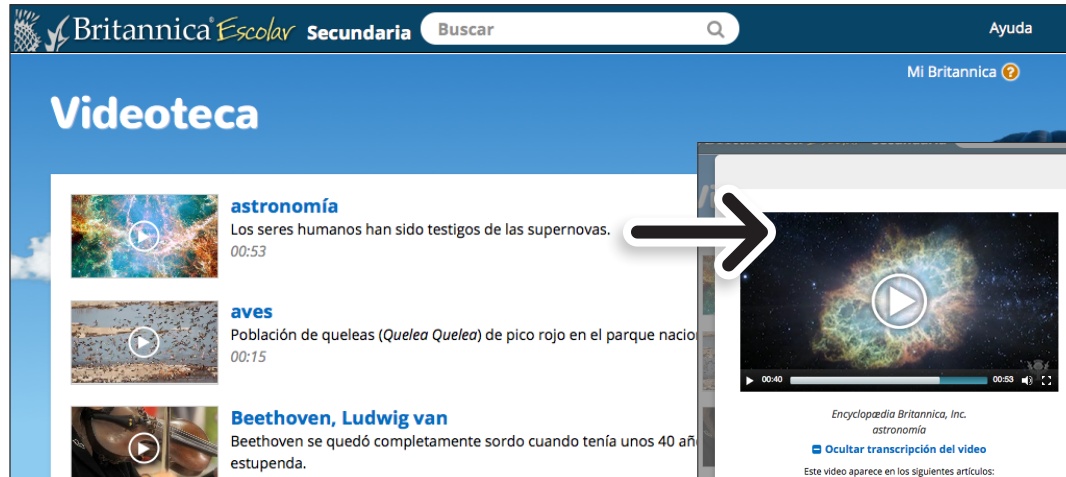 Britannica Escolar Secundaria Buscar Ayuda
Mi Britannica ?
Videoteca
astronomía
Los seres humanos han sido testigos de las supernovas.
00:53
aves
Población de queleas (Quelea Quelea) de pico rojo en el parque
00:15
Beethoven, Ludwig van
Beethoven se quedó completamente sordo cuando tenía unos 40
estupenda.
00:40 00:53
Encyclopædia Britannica, Inc.
astronomía
Ocultar transcripción del video
Este video aparece en los siguientes artículos: